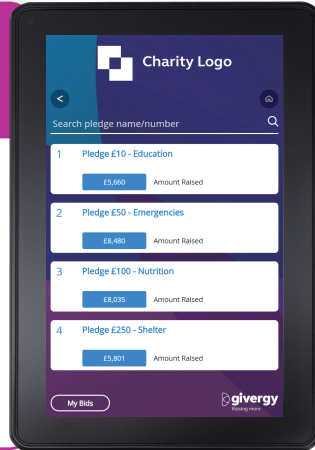 Charity Logo
<
Search pledge name/number
1 Pledge £10 - Education
£5,660 Amount Raised
2 Pledge £50 - Emergencies
£8,480 Amount Raised
3 Pledge £100 - Nutrition
£8,035 Amount Raised
4 Pledge £250 - Shelter
£5,801 Amount Raised
My Bids
givergy
Raising more